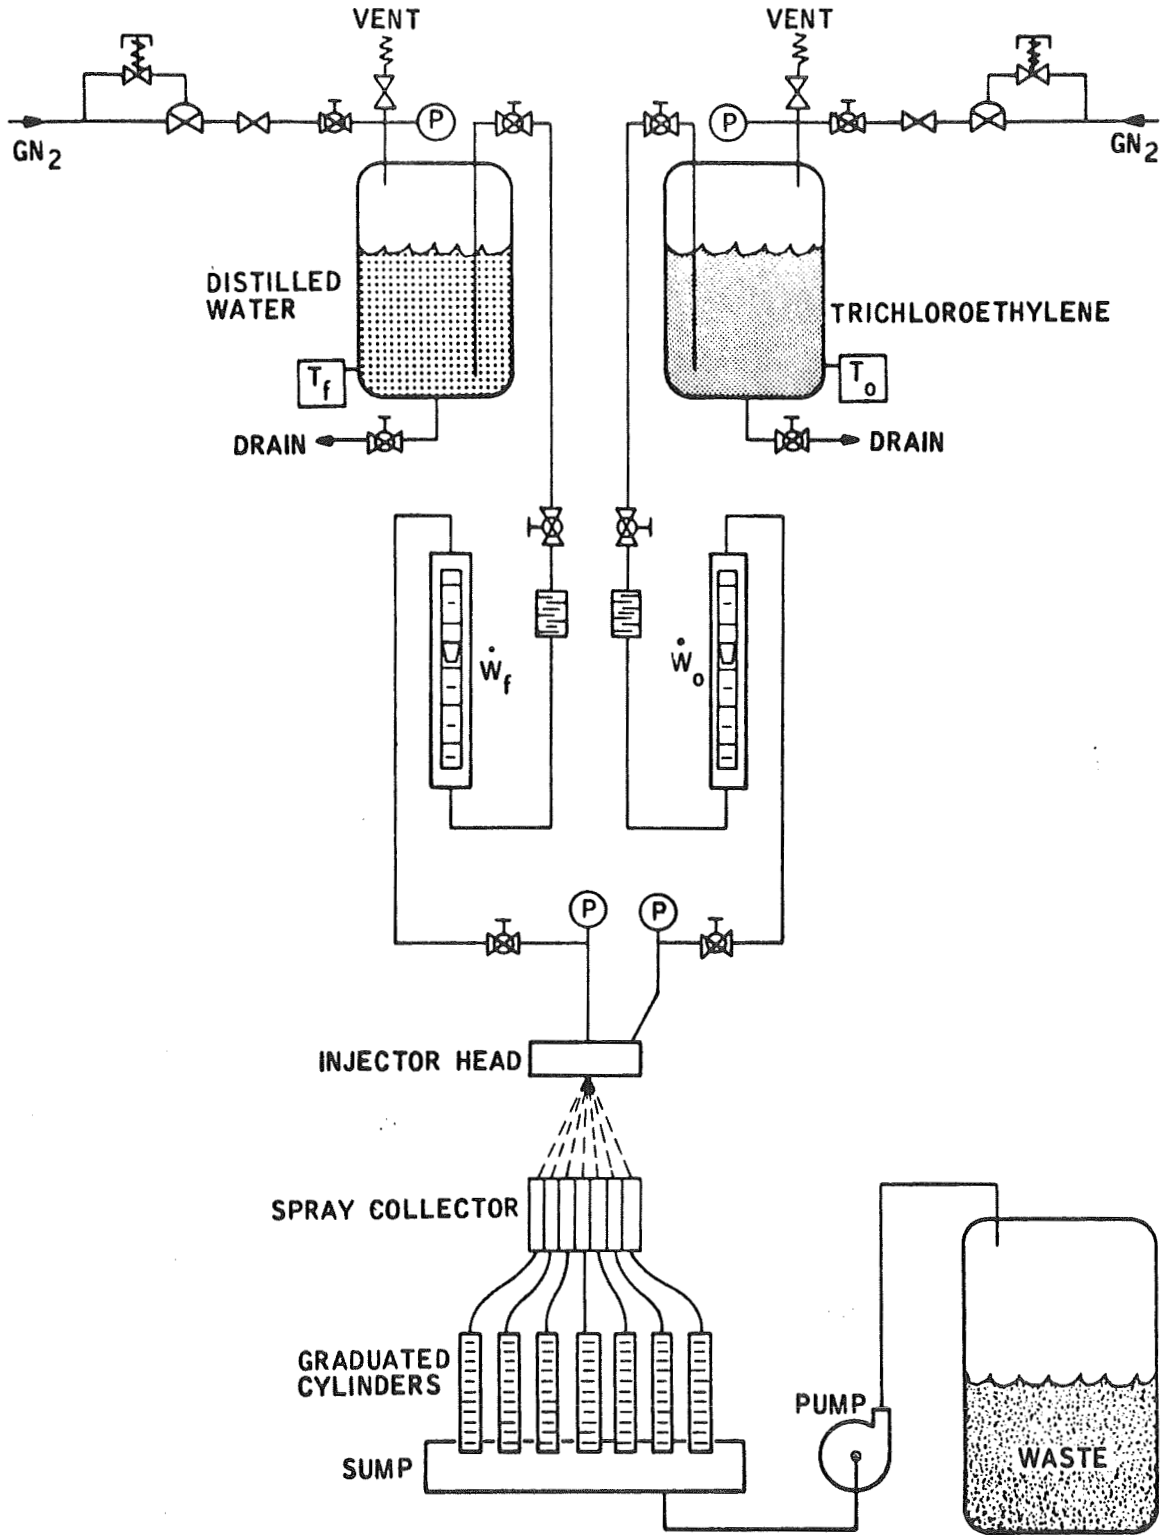 VENT
VENT
P
P
GN2
GN2
DISTILLED
WATER
TRICHLOROETHYLENE
Tf
To
DRAIN
DRAIN
Ẇf
Ẇo
P
P
INJECTOR HEAD
SPRAY COLLECTOR
GRADUATED
CYLINDERS
PUMP
WASTE
SUMP